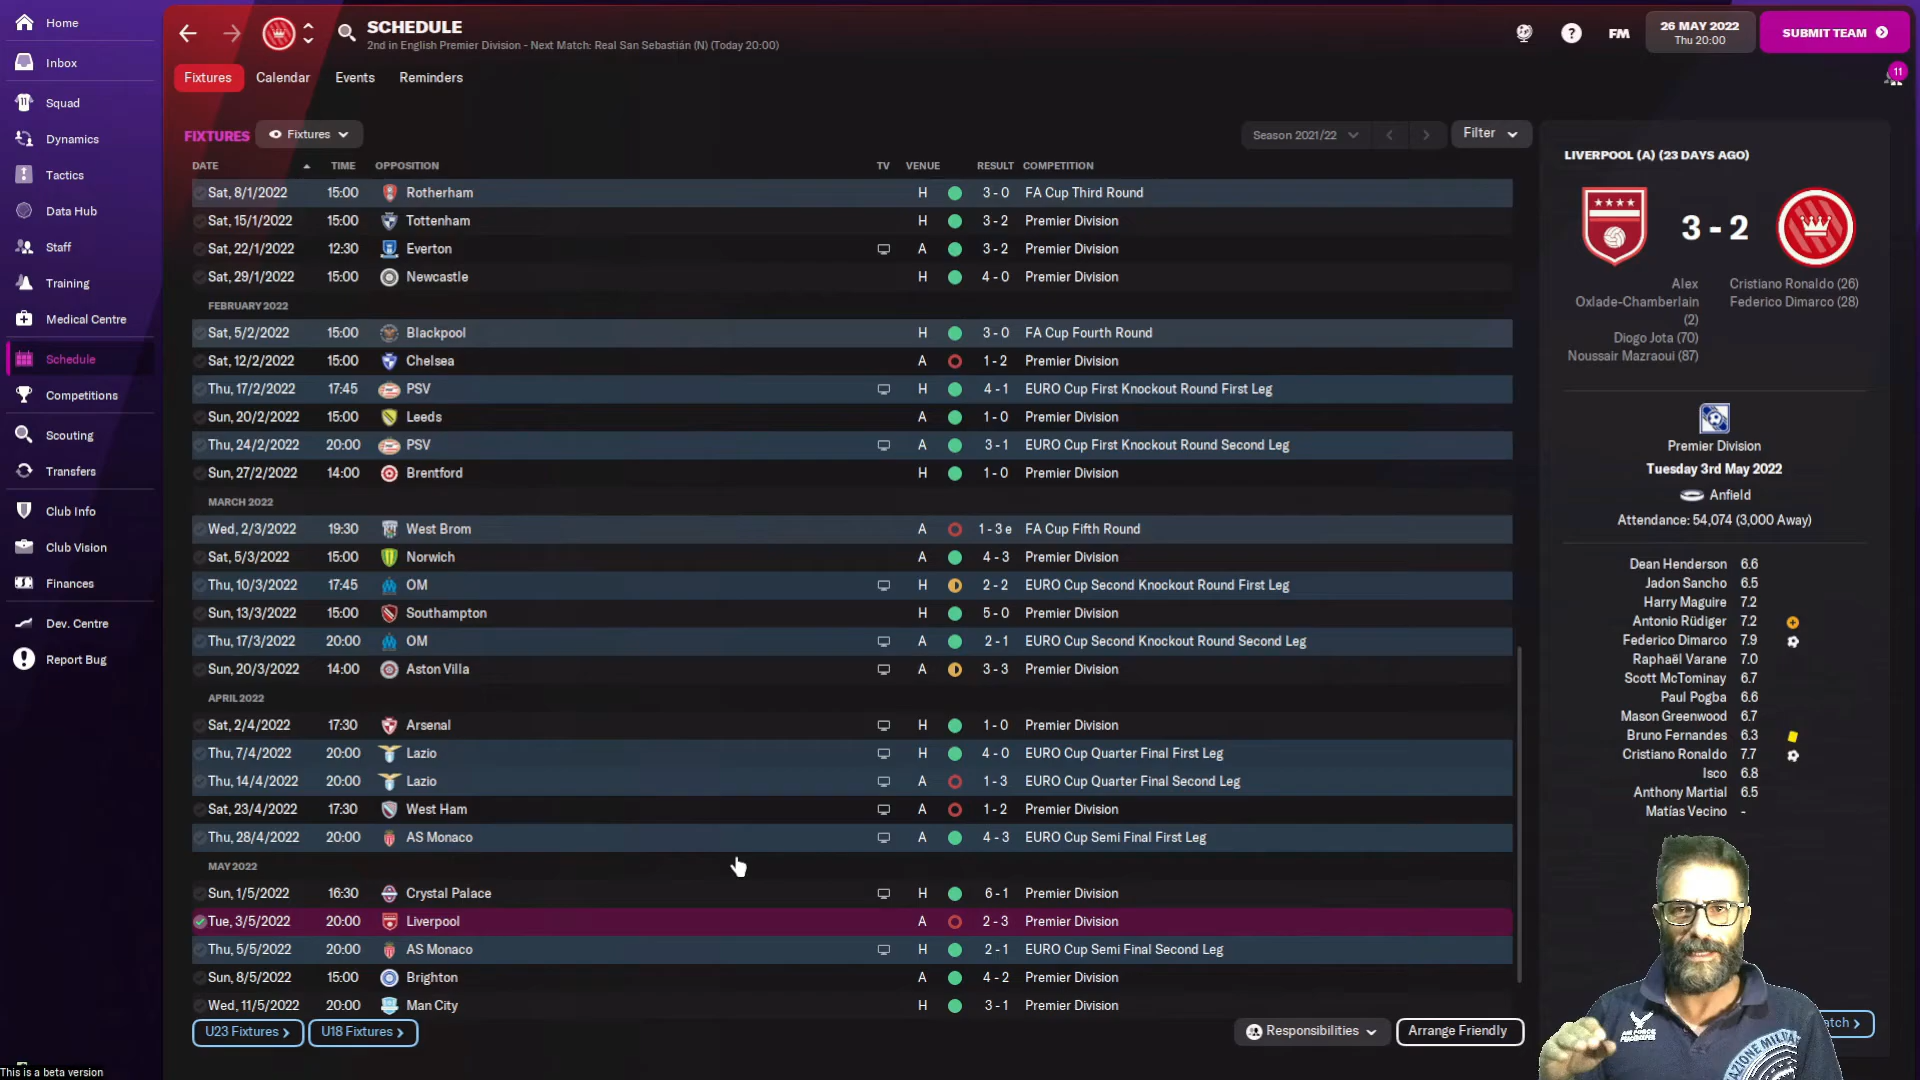 Home
Inbox
Squad
Dynamics
Tactics
Data Hub
Staff
Training
Medical Centre
Schedule
Competitions
Scouting
Transfers
Club Info
Club Vision
Finances
Dev. Centre
Report Bug
This is a beta version
SCHEDULE
2nd in English Premier Division - Next Match: Real San Sebastián (N) (Today 20:00)
FM
26 MAY 2022
Thu 20:00
SUBMIT TEAM
11
Fixtures Calendar Events Reminders
FIXTURES Fixtures
Season 2021/22 Filter
DATE TIME OPPOSITION TV VENUE RESULT COMPETITION
Sat, 8/1/2022 15:00 Rotherham H 3 - 0 FA Cup Third Round
Sat, 15/1/2022 15:00 Tottenham H 3 - 2 Premier Division
Sat, 22/1/2022 12:30 Everton A 3 - 2 Premier Division
Sat, 29/1/2022 15:00 Newcastle H 4 - 0 Premier Division
FEBRUARY 2022
Sat, 5/2/2022 15:00 Blackpool H 3 - 0 FA Cup Fourth Round
Sat, 12/2/2022 15:00 Chelsea A 1 - 2 Premier Division
Thu, 17/2/2022 17:45 PSV H 4 - 1 EURO Cup First Knockout Round First Leg
Sun, 20/2/2022 15:00 Leeds A 1 - 0 Premier Division
Thu, 24/2/2022 20:00 PSV A 3 - 1 EURO Cup First Knockout Round Second Leg
Sun, 27/2/2022 14:00 Brentford H 1 - 0 Premier Division
MARCH 2022
Wed, 2/3/2022 19:30 West Brom A 1 - 3 e FA Cup Fifth Round
Sat, 5/3/2022 15:00 Norwich A 4 - 3 Premier Division
Thu, 10/3/2022 17:45 OM H 2 - 2 EURO Cup Second Knockout Round First Leg
Sun, 13/3/2022 15:00 Southampton H 5 - 0 Premier Division
Thu, 17/3/2022 20:00 OM A 2 - 1 EURO Cup Second Knockout Round Second Leg
Sun, 20/3/2022 14:00 Aston Villa A 3 - 3 Premier Division
APRIL 2022
Sat, 2/4/2022 17:30 Arsenal H 1 - 0 Premier Division
Thu, 7/4/2022 20:00 Lazio H 4 - 0 EURO Cup Quarter Final First Leg
Thu, 14/4/2022 20:00 Lazio A 1 - 3 EURO Cup Quarter Final Second Leg
Sat, 23/4/2022 17:30 West Ham A 1 - 2 Premier Division
Thu, 28/4/2022 20:00 AS Monaco A 4 - 3 EURO Cup Semi Final First Leg
MAY 2022
Sun, 1/5/2022 16:30 Crystal Palace H 6 - 1 Premier Division
Tue, 3/5/2022 20:00 Liverpool A 2 - 3 Premier Division
Thu, 5/5/2022 20:00 AS Monaco H 2 - 1 EURO Cup Semi Final Second Leg
Sun, 8/5/2022 15:00 Brighton A 4 - 2 Premier Division
Wed, 11/5/2022 20:00 Man City H 3 - 1 Premier Division
U23 Fixtures > U18 Fixtures >
Responsibilities Arrange Friendly
LIVERPOOL (A) (23 DAYS AGO)
3 - 2
Alex
Oxlade-Chamberlain
(2)
Diogo Jota (70)
Noussair Mazraoui (87)
Cristiano Ronaldo (26)
Federico Dimarco (28)
Premier Division
Tuesday 3rd May 2022
Anfield
Attendance: 54,074 (3,000 Away)
Dean Henderson 6.6
Jadon Sancho 6.5
Harry Maguire 7.2
Antonio Rüdiger 7.2
Federico Dimarco 7.9
Raphaël Varane 7.0
Scott McTominay 6.7
Paul Pogba 6.6
Mason Greenwood 6.7
Bruno Fernandes 6.3
Cristiano Ronaldo 7.7
Isco 6.8
Anthony Martial 6.5
Matías Vecino -
atch >